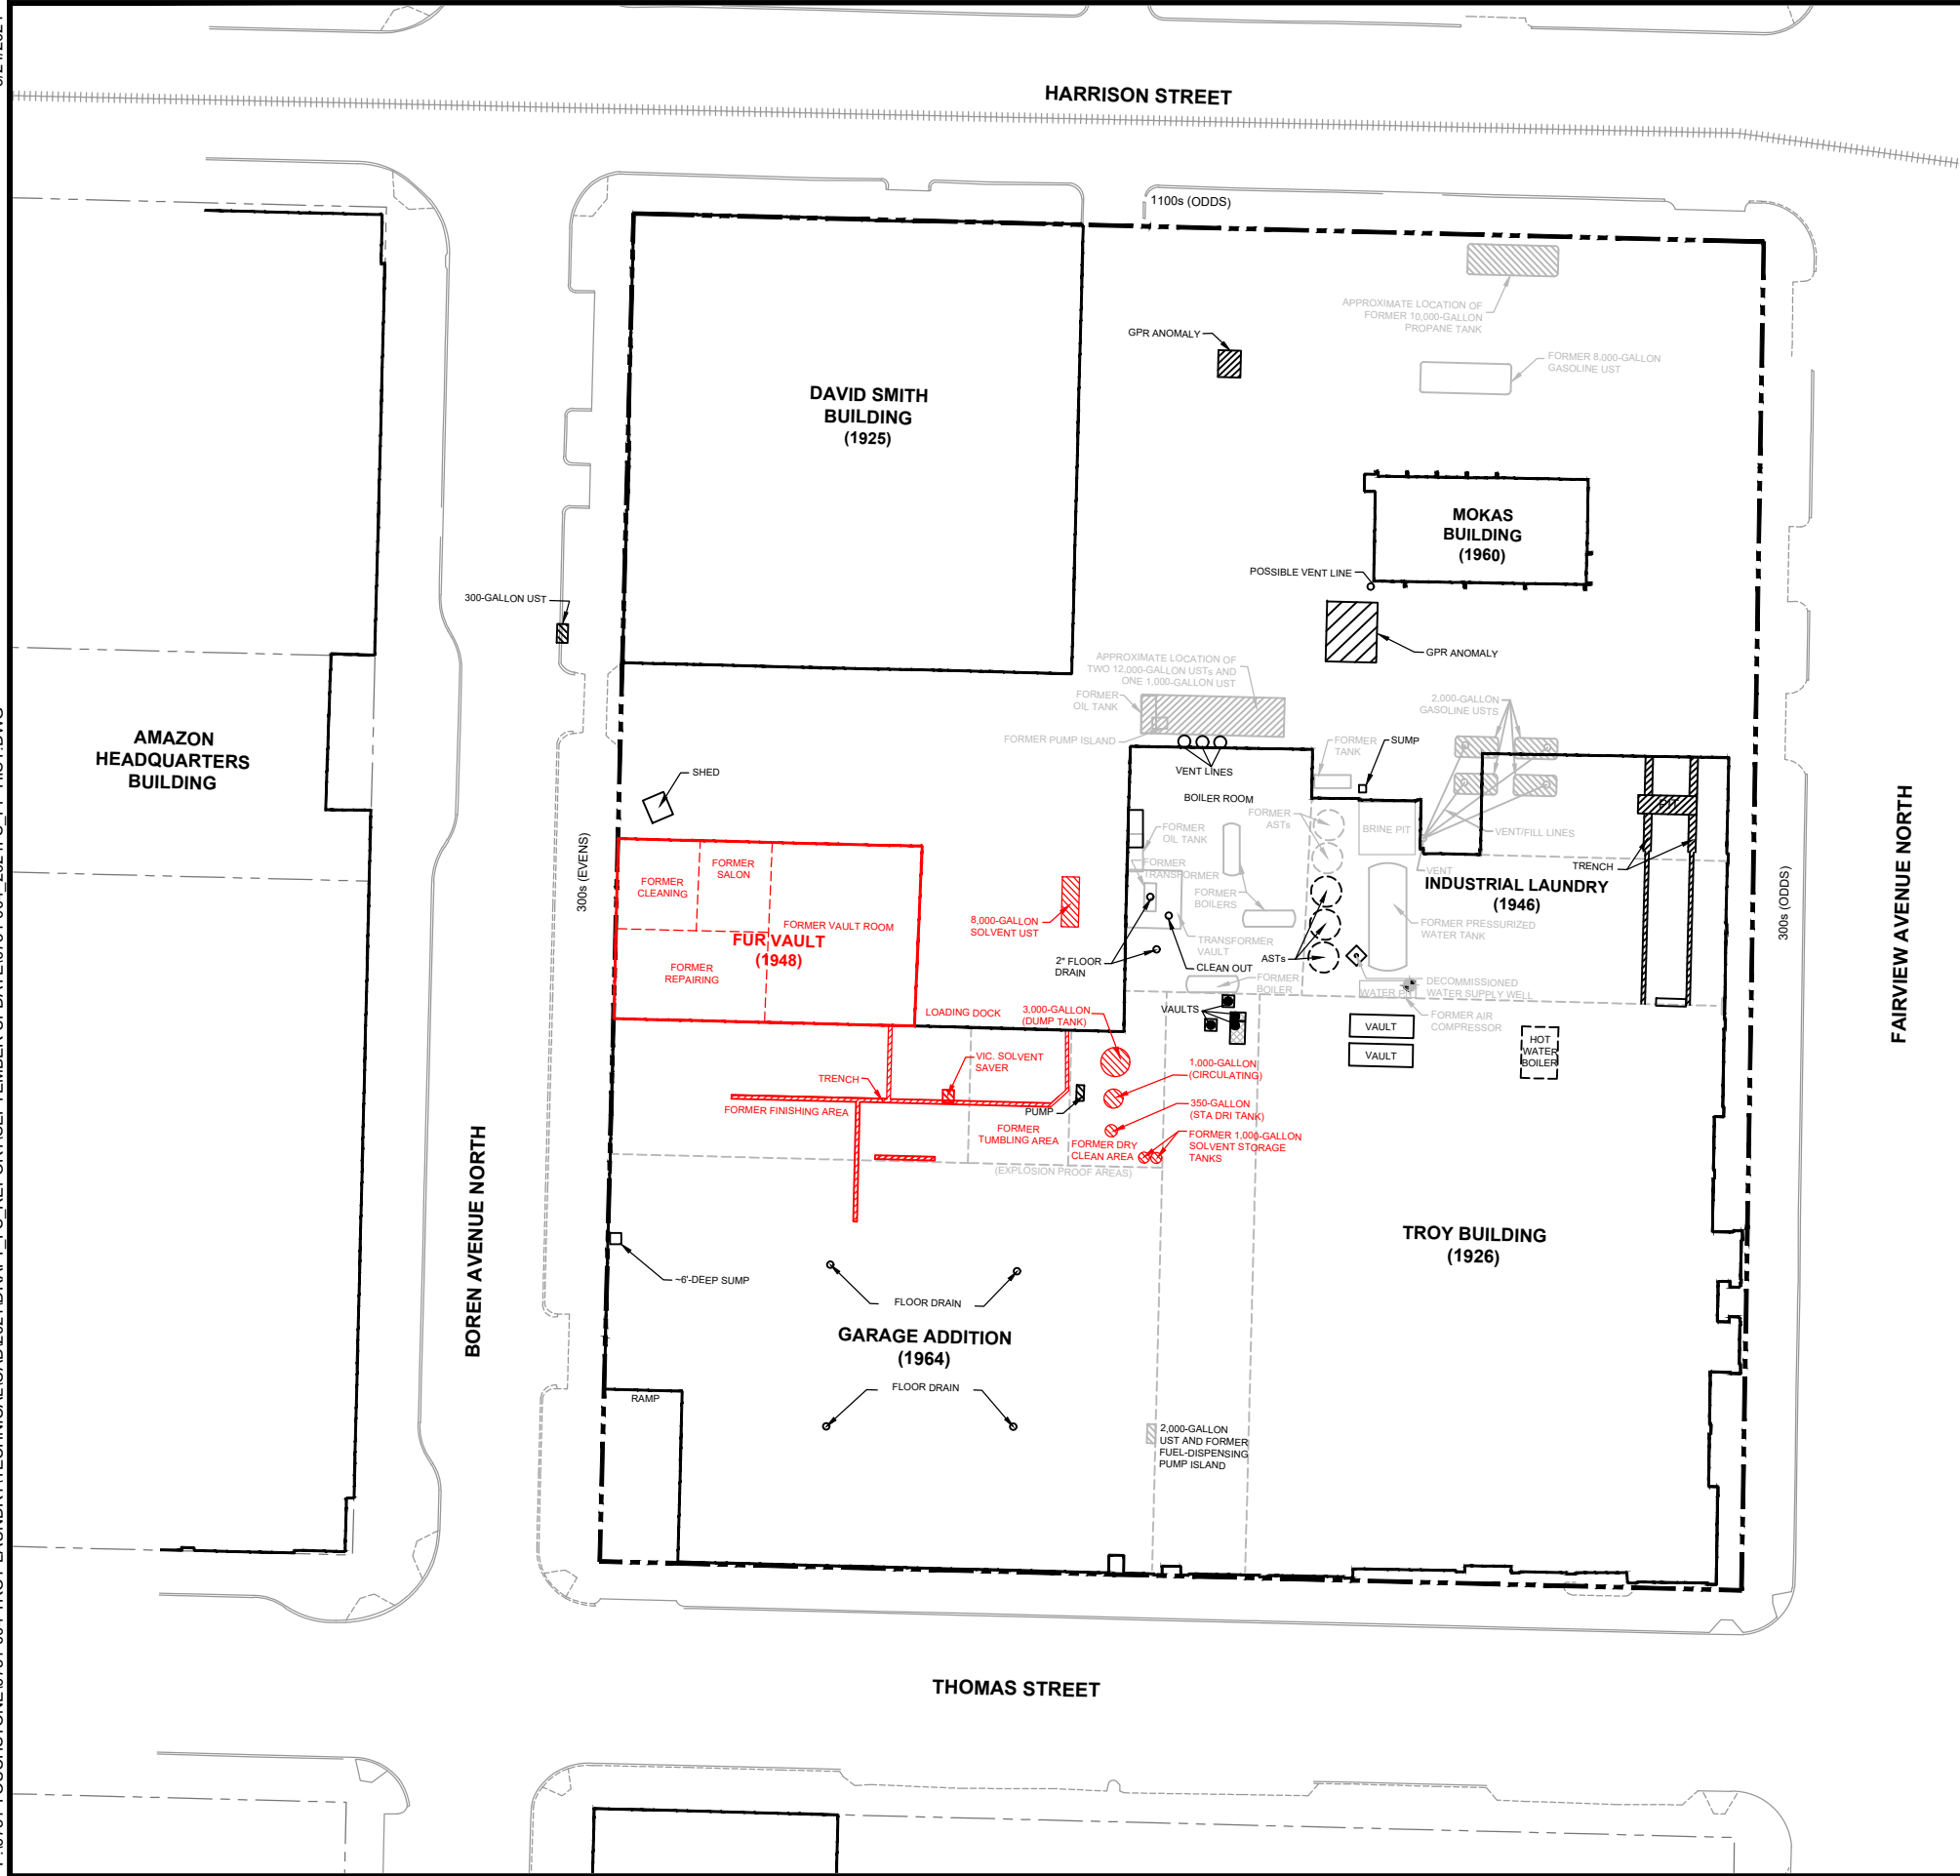 HARRISON STREET
1100s (ODDS)
APPROXIMATE LOCATION OF
FORMER 10,000-GALLON
PROPANE TANK
GPR ANOMALY
FORMER 8,000-GALLON
GASOLINE UST
DAVID SMITH
BUILDING
(1925)
MOKAS
BUILDING
(1960)
POSSIBLE VENT LINE
300-GALLON UST
GPR ANOMALY
APPROXIMATE LOCATION OF
TWO 12,000-GALLON USTs AND
ONE 1,000-GALLON UST
FORMER
OIL TANK
2,000-GALLON
GASOLINE USTS
FORMER PUMP ISLAND
FORMER
TANK
SUMP
AMAZON
HEADQUARTERS
BUILDING
SHED
VENT LINES
BOILER ROOM
PIT
FORMER
ASTs
BRINE PIT
VENT/FILL LINES
FORMER
OIL TANK
300s (EVENS)
FORMER
SALON
FORMER
CLEANING
FORMER
TRANSFORMER
VENT
TRENCH
FORMER
BOILERS
INDUSTRIAL LAUNDRY
(1946)
300s (ODDS)
FAIRVIEW AVENUE NORTH
FORMER VAULT ROOM
8,000-GALLON
SOLVENT UST
FORMER PRESSURIZED
WATER TANK
FUR VAULT
(1948)
TRANSFORMER
VAULT
FORMER
REPAIRING
2" FLOOR
DRAIN
CLEAN OUT
ASTs
FORMER
BOILER
DECOMMISSIONED
WATER SUPPLY WELL
WATER PIT
LOADING DOCK
3,000-GALLON
(DUMP TANK)
VAULTS
FORMER AIR
COMPRESSOR
VAULT
VAULT
HOT
WATER
BOILER
VIC. SOLVENT
SAVER
1,000-GALLON
(CIRCULATING)
TRENCH
350-GALLON
(STA DRI TANK)
FORMER FINISHING AREA
PUMP
FORMER
TUMBLING AREA
FORMER DRY
CLEAN AREA
FORMER 1,000-GALLON
SOLVENT STORAGE
TANKS
(EXPLOSION PROOF AREAS)
BOREN AVENUE NORTH
TROY BUILDING
(1926)
~6'-DEEP SUMP
FLOOR DRAIN
GARAGE ADDITION
(1964)
FLOOR DRAIN
RAMP
2,000-GALLON
UST AND FORMER
FUEL-DISPENSING
PUMP ISLAND
THOMAS STREET